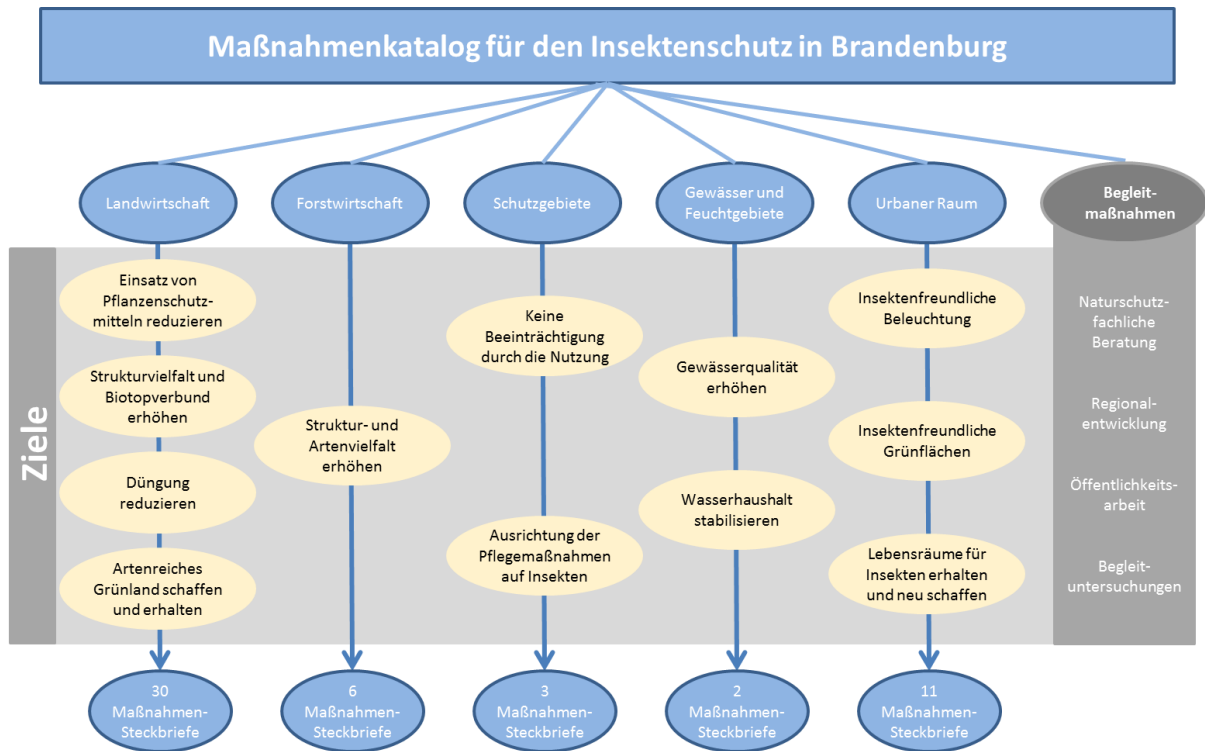 Maßnahmenkatalog für den Insektenschutz in Brandenburg
Landwirtschaft
Forstwirtschaft
Schutzgebiete
Gewässer und
Feuchtgebiete
Urbaner Raum
Begleit-
maßnahmen
Ziele
Einsatz von
Pflanzenschutz-
mitteln reduzieren
Strukturvielfalt und
Biotopverbund
erhöhen
Düngung
reduzieren
Artenreiches
Grünland schaffen
und erhalten
Struktur- und
Artenvielfalt
erhöhen
Keine
Beeinträchtigung
durch die Nutzung
Ausrichtung der
Pflegemaßnahmen
auf Insekten
Gewässerqualität
erhöhen
Wasserhaushalt
stabilisieren
Insektenfreundliche
Beleuchtung
Insektenfreundliche
Grünflächen
Lebensräume für
Insekten erhalten
und neu schaffen
Naturschutz-
fachliche
Beratung
Regional-
entwicklung
Öffentlichkeits-
arbeit
Begleit-
untersuchungen
30
Maßnahmen-
Steckbriefe
6
Maßnahmen-
Steckbriefe
3
Maßnahmen-
Steckbriefe
2
Maßnahmen-
Steckbriefe
11
Maßnahmen-
Steckbriefe